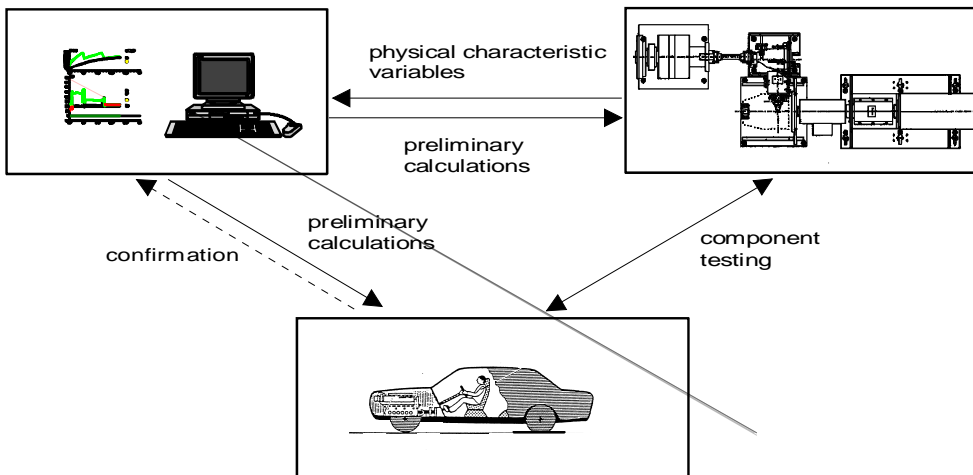 physical characteristic
variables
preliminary
calculations
preliminary
calculations
confirmation
component
testing